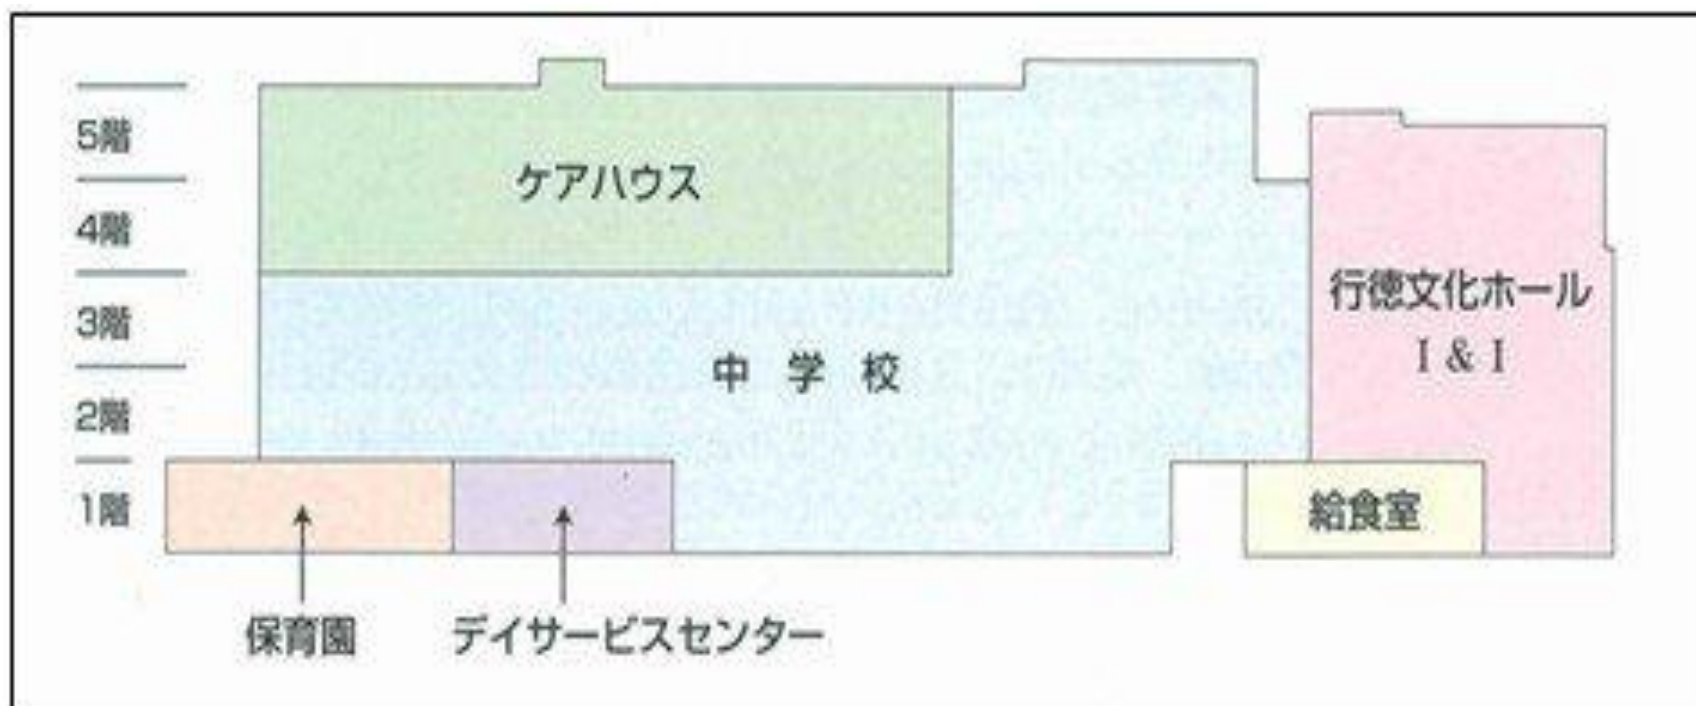 5階
4階
3階
2階
1階
ケアハウス
中学校
行徳文化ホール
I & I
給食室
保育園
デイサービスセンター